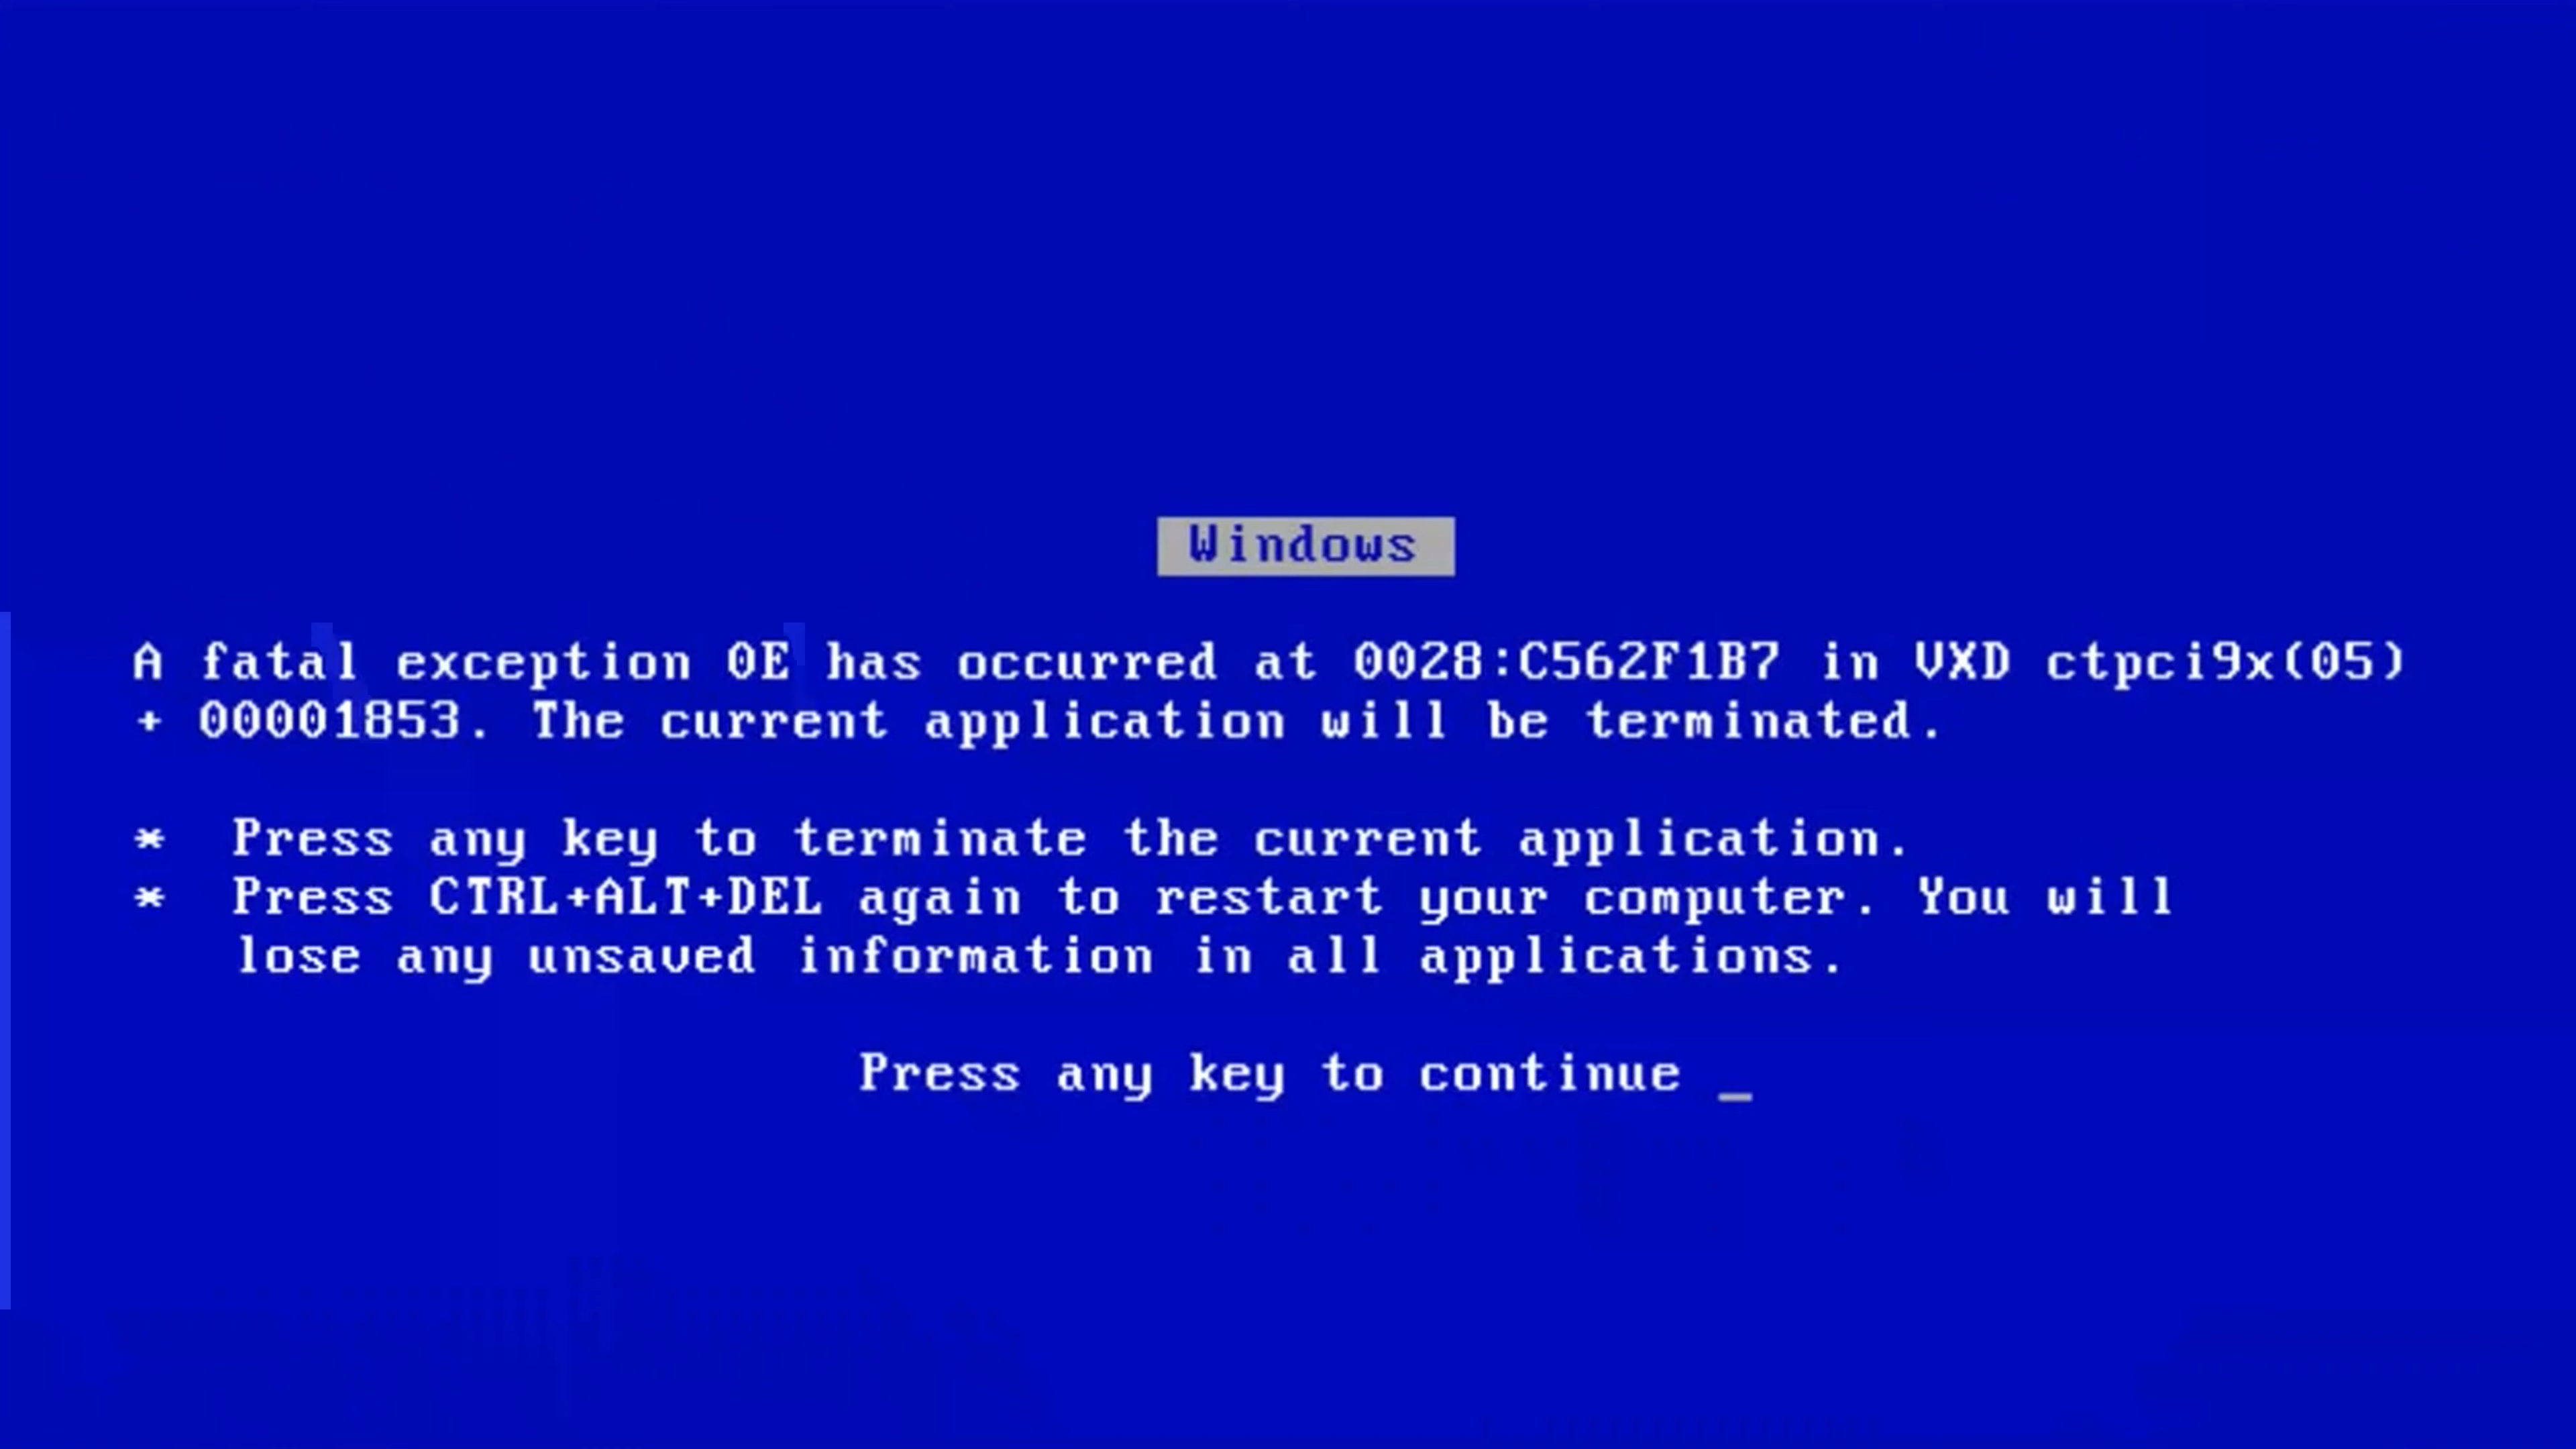 Windows
A fatal exception 0E has occurred at 0028:C562F1B7 in VXD ctpci9x(05)
+ 00001853. The current application will be terminated.
* Press any key to terminate the current application.
* Press CTRL+ALT+DEL again to restart your computer. You will
lose any unsaved information in all applications.
Press any key to continue _